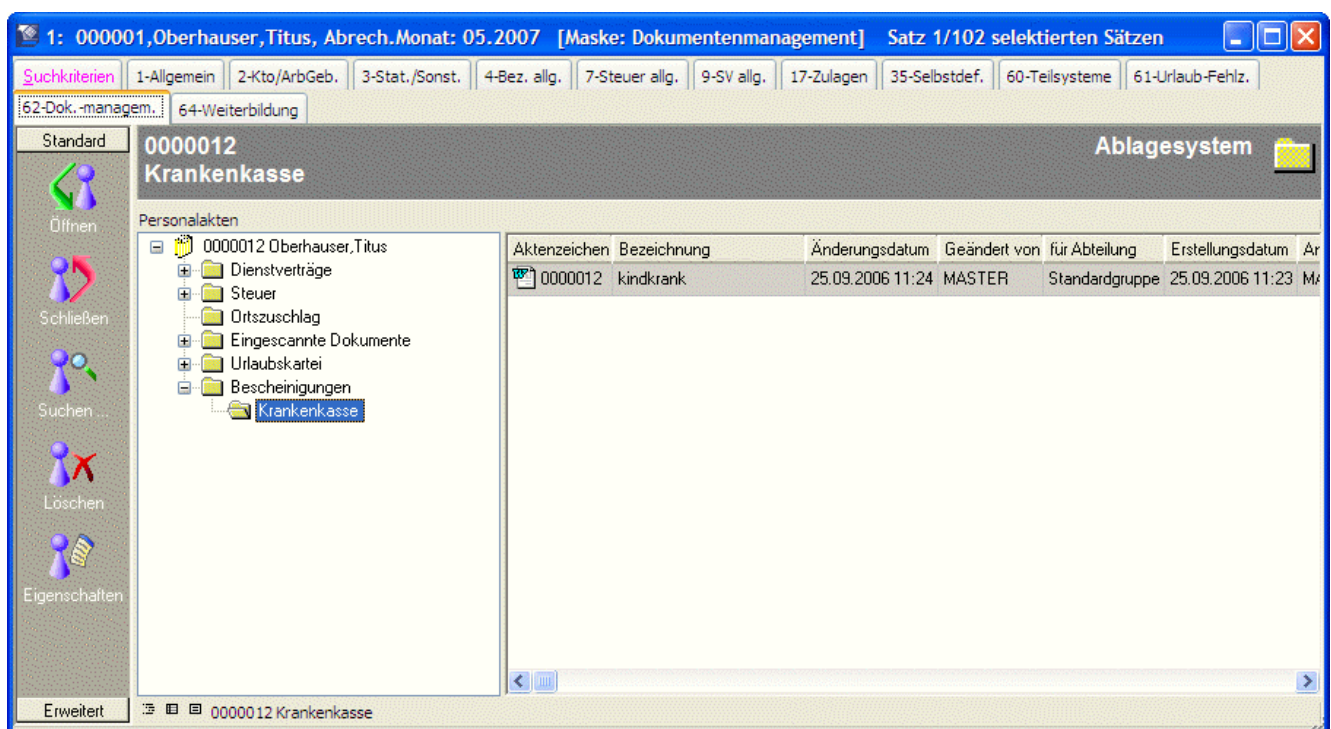 1: 000001,Oberhauser,Titus, Abrech.Monat: 05.2007 [Maske: Dokumentenmanagement] Satz 1/102 selektierten Sätzen
Suchkriterien 1-Allgemein 2-Kto/ArbGeb. 3-Stat./Sonst. 4-Bez. allg. 7-Steuer allg. 9-SV allg. 17-Zulagen 35-Selbstdef. 60-Teilsysteme 61-Urlaub-Fehlz.
62-Dok.-managem. 64-Weiterbildung
Standard
Öffnen
Schließen
Suchen ...
Löschen
Eigenschaften
Erweitert
0000012
Krankenkasse
Ablagesystem
Personalakten
0000012 Oberhauser,Titus
Dienstverträge
Steuer
Ortszuschlag
Eingescannte Dokumente
Urlaubskartei
Bescheinigungen
Krankenkasse
Aktenzeichen Bezeichnung Änderungsdatum Geändert von für Abteilung Erstellungsdatum Ar
0000012 kindkrank 25.09.2006 11:24 MASTER Standardgruppe 25.09.2006 11:23 MA
0000012 Krankenkasse